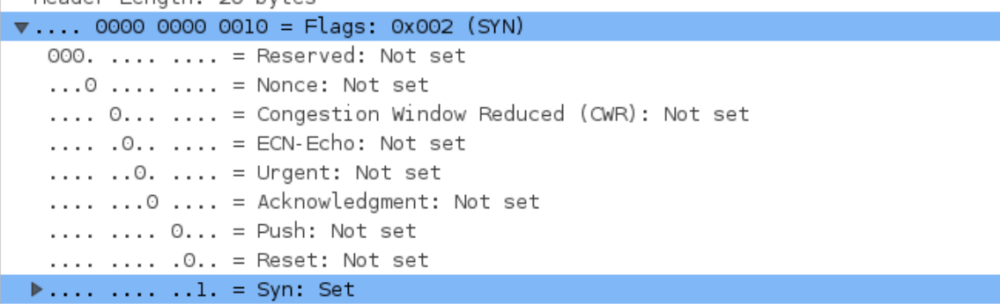 Header Length: 20 bytes
.... 0000 0000 0010 = Flags: 0x002 (SYN)
000. .... .... = Reserved: Not set
...0 .... .... = Nonce: Not set
.... 0... .... = Congestion Window Reduced (CWR): Not set
.... .0.. .... = ECN-Echo: Not set
.... ..0. .... = Urgent: Not set
.... ...0 .... = Acknowledgment: Not set
.... .... 0... = Push: Not set
.... .... .0.. = Reset: Not set
.... .... ..1. = Syn: Set